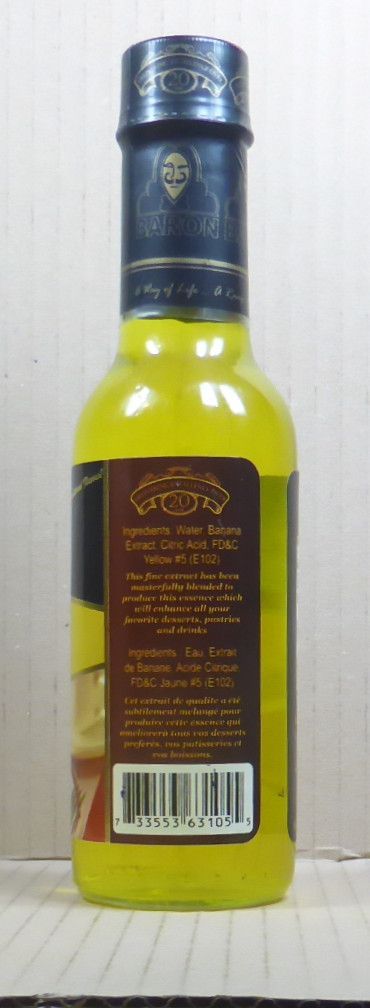 20
BARON
A Way of Life... A
20
Ingredients: Water, Banana
Extract, Citric Acid, FD&C
Yellow #5 (E102)
This fine extract has been
masterfully blended to
produce this essence which
will enhance all your
favorite desserts, pastries
and drinks
Ingredients: Eau, Extrait
de Banane, Acide Citrique,
FD&C Jaune #5 (E102)
Cet extrait de qualite a été
subtilement melangé pour
produire cette essence qui
ameliorera tous vos desserts
preferés, vos patisseries et
vos boissons.
7 33553 63105 5